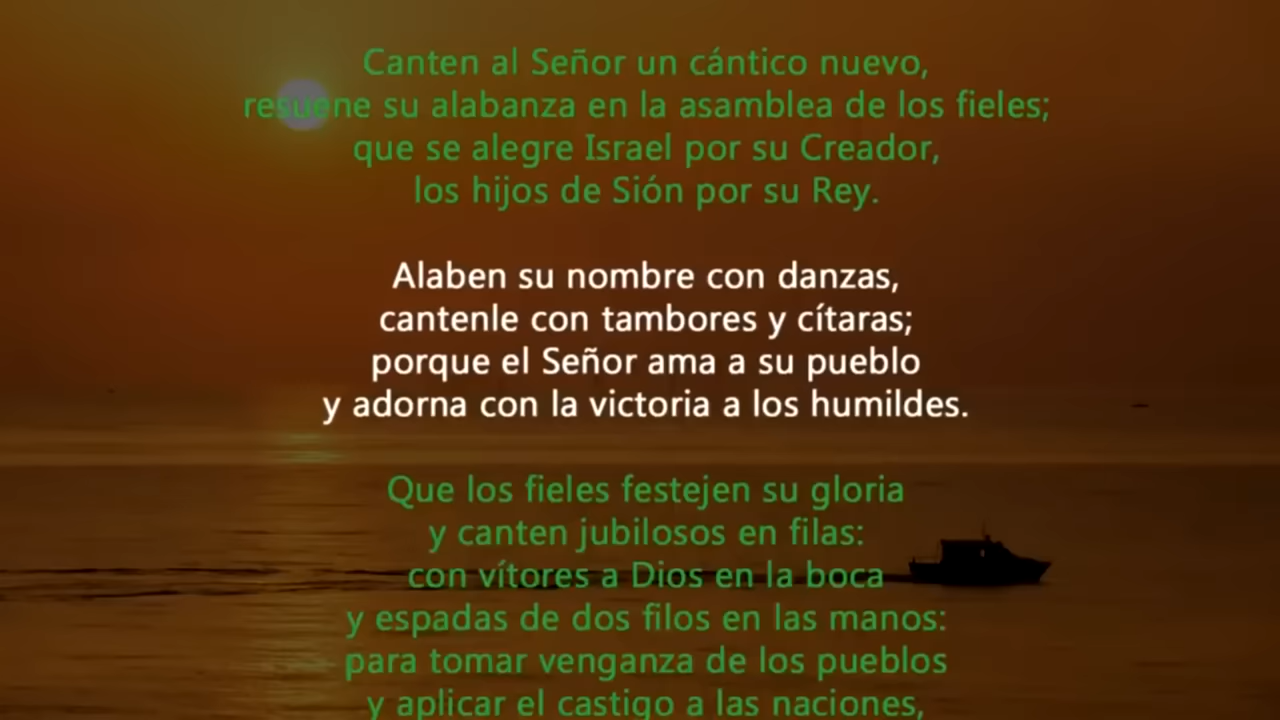 Canten al Señor un cántico nuevo,
resuene su alabanza en la asamblea de los fieles;
que se alegre Israel por su Creador,
los hijos de Sión por su Rey.
Alaben su nombre con danzas,
cantenle con tambores y cítaras;
porque el Señor ama a su pueblo
y adorna con la victoria a los humildes.
Que los fieles festejen su gloria
y canten jubilosos en filas:
con vítores a Dios en la boca
y espadas de dos filos en las manos:
para tomar venganza de los pueblos
y aplicar el castigo a las naciones,